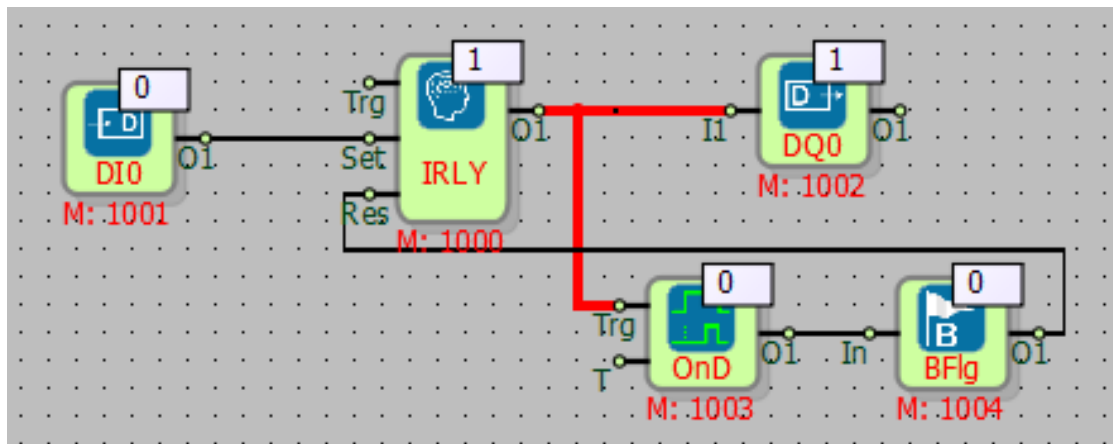 0
D
DI0
O1
M: 1001
1
Trg
Set
Res
IRLY
O1
M: 1000
1
D
I1
DQ0
O1
M: 1002
0
Trg
T
OnD
O1
M: 1003
0
B
In
BFlg
O1
M: 1004